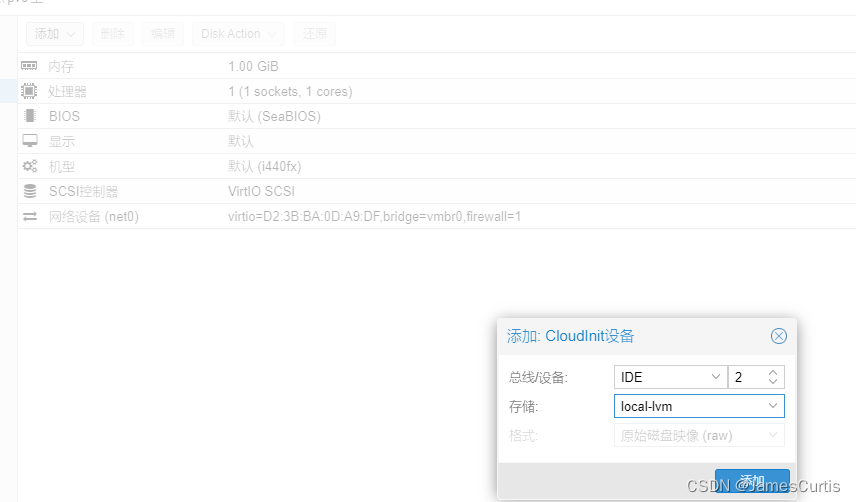 添加 删除 编辑 Disk Action 还原
内存 1.00 GiB
处理器 1 (1 sockets, 1 cores)
BIOS 默认 (SeaBIOS)
显示 默认
机型 默认 (i440fx)
SCSI控制器 VirtIO SCSI
网络设备 (net0) virtio=D2:3B:BA:0D:A9:DF,bridge=vmbr0,firewall=1
添加: CloudInit设备
总线/设备: IDE 2
存储: local-lvm
格式: 原始磁盘映像 (raw)
添加
CSDN @JamesCurtis